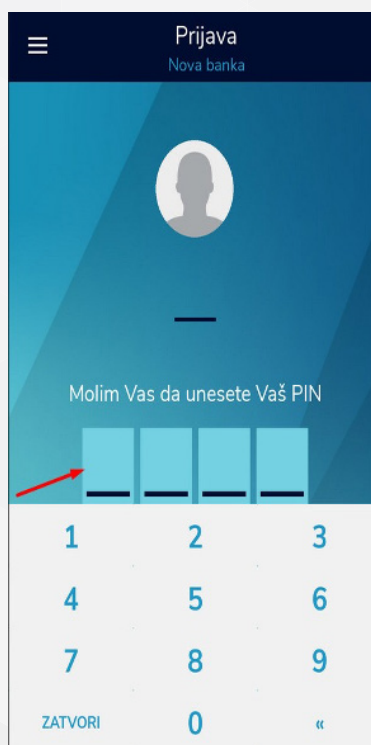 Prijava
Nova banka
Molim Vas da unesete Vaš PIN
1 2 3
4 5 6
7 8 9
ZATVORI 0 «